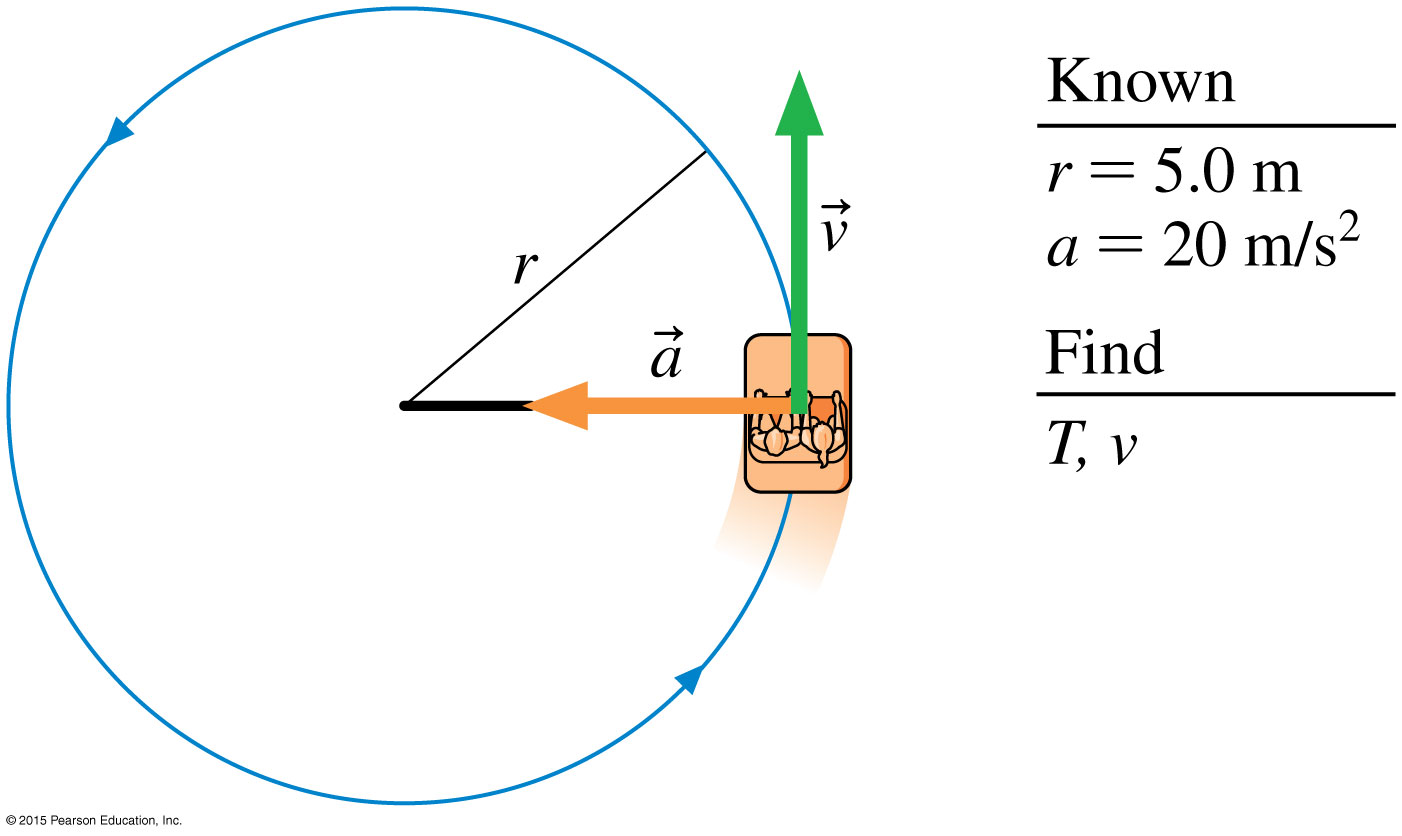 Known
r = 5.0 m
a = 20 m/s²
Find
T, v
r
v⃗
a⃗
© 2015 Pearson Education, Inc.